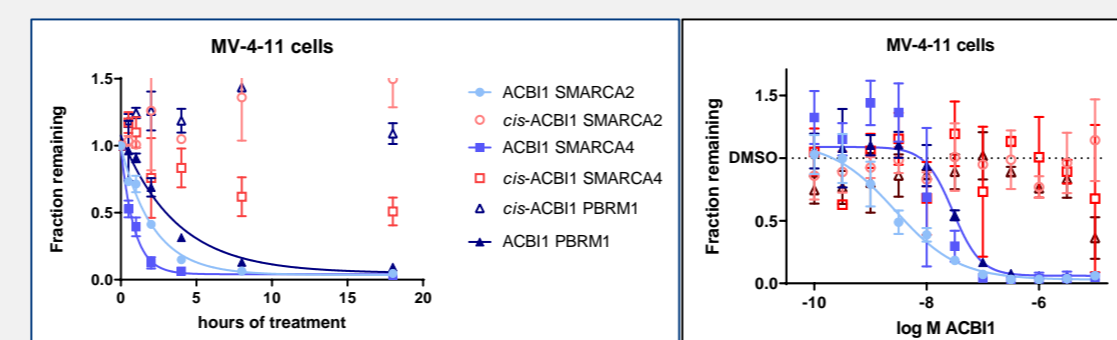 MV-4-11 cells
1.5
1.0
0.5
0.0
Fraction remaining
0 5 10 15 20
hours of treatment
ACBI1 SMARCA2
cis-ACBI1 SMARCA2
ACBI1 SMARCA4
cis-ACBI1 SMARCA4
cis-ACBI1 PBRM1
ACBI1 PBRM1
MV-4-11 cells
1.5
DMSO
0.5
0.0
Fraction remaining
-10 -8 -6
log M ACBI1